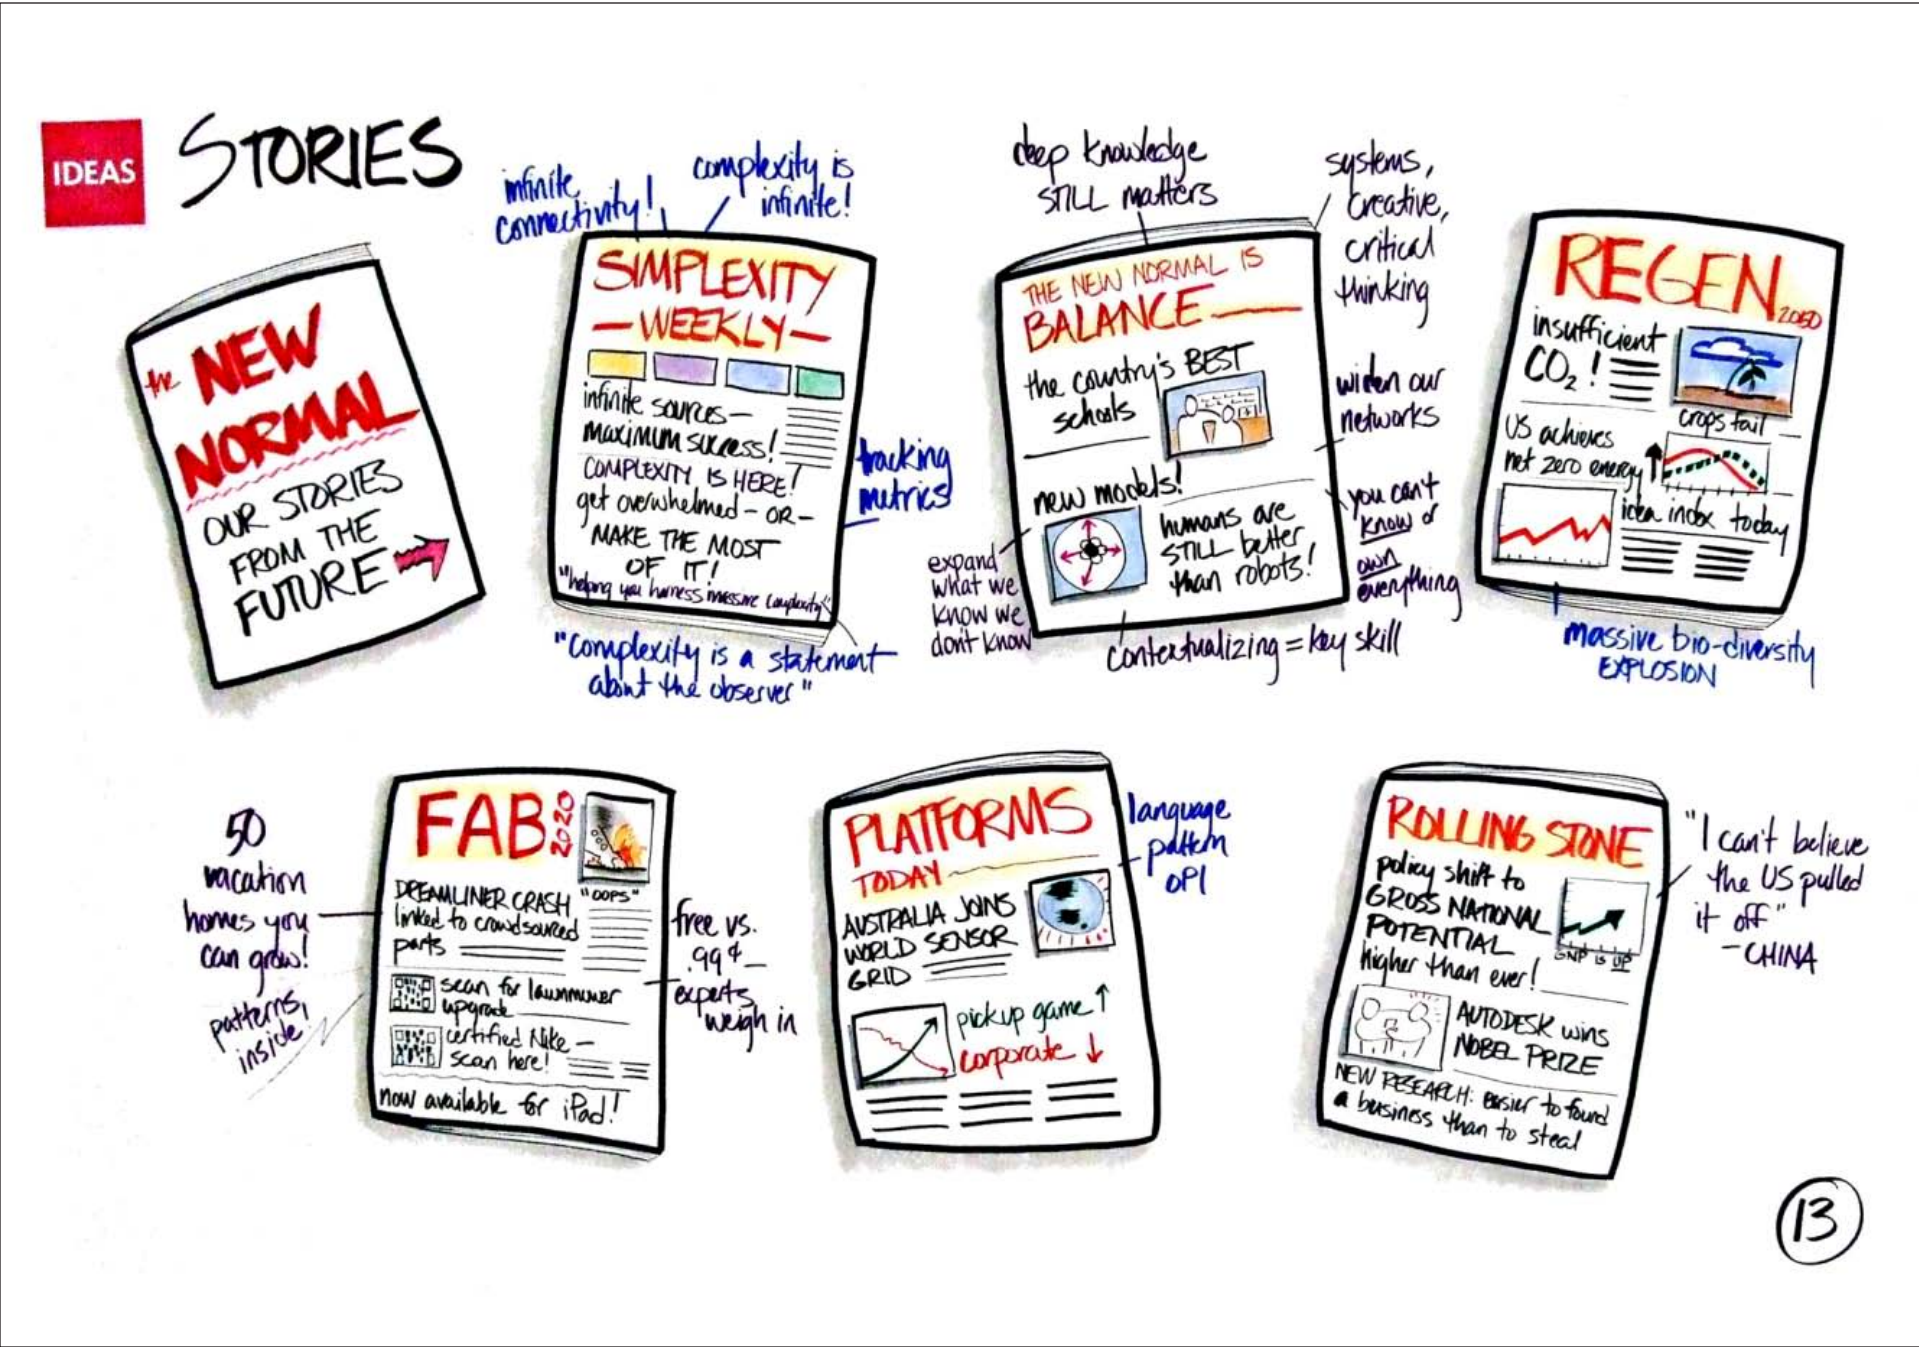 IDEAS
STORIES
the NEW
NORMAL
OUR STORIES
FROM THE
FUTURE
infinite
connectivity!
complexity is
infinite!
SIMPLEXITY
— WEEKLY —
infinite sources —
maximum success!
COMPLEXITY IS HERE!
get overwhelmed - OR -
MAKE THE MOST
OF IT!
"helping you harness massive complexity"
tracking
metrics
"Complexity is a statement
about the observer"
deep knowledge
STILL matters
systems,
creative,
critical
thinking
THE NEW NORMAL IS
BALANCE
the country's BEST
schools
new models!
humans are
STILL better
than robots!
widen our
networks
you can't
know or
own
everything
expand
what we
know we
don't know
contextualizing = key skill
REGEN 2050
insufficient
CO2!
crops fail
US achieves
net zero energy
idea index today
massive bio-diversity
EXPLOSION
50
vacation
homes you
can grow!
patterns,
inside
FAB 2020
DREAMLINER CRASH
linked to crowdsourced
parts
"OOPS"
scan for lawnmower
upgrade
certified Nike —
scan here!
now available for iPad!
free vs.
.99¢ —
experts
weigh in
PLATFORMS
TODAY
AUSTRALIA JOINS
WORLD SENSOR
GRID
pickup game ↑
corporate ↓
language
pattern
OP1
ROLLING STONE
policy shift to
GROSS NATIONAL
POTENTIAL
higher than ever!
GNP IS UP
AUTODESK wins
NOBEL PRIZE
NEW RESEARCH: easier to found
a business than to steal
"I can't believe
the US pulled
it off"
- CHINA
13